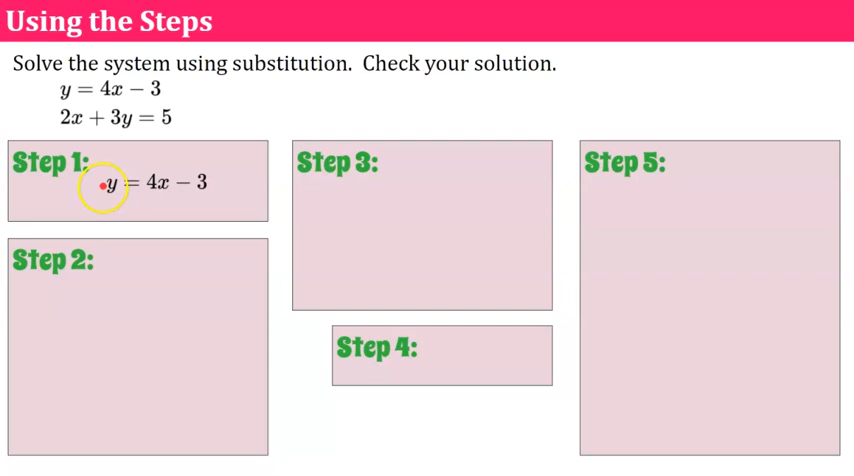 Using the Steps
Solve the system using substitution.  Check your solution.
y = 4x − 3
2x + 3y = 5
Step 1:
y = 4x − 3
Step 2:
Step 3:
Step 4:
Step 5: